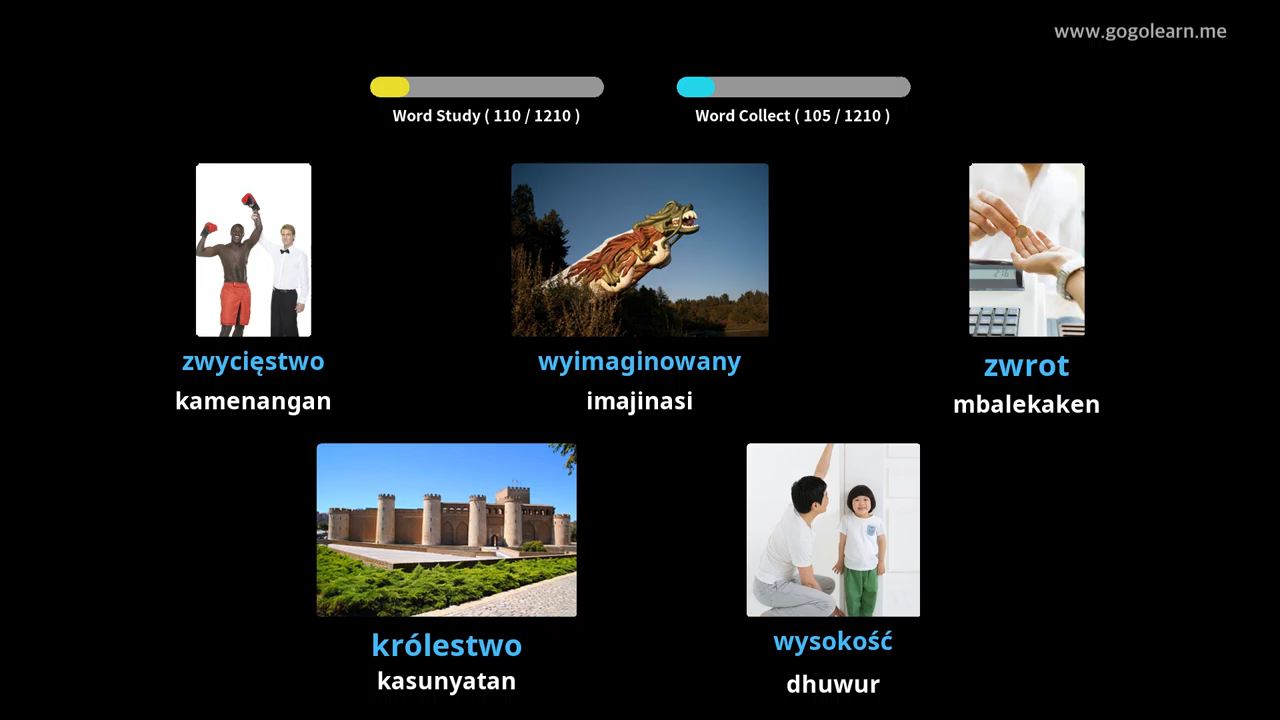 www.gogolearn.me
Word Study ( 110 / 1210 )
Word Collect ( 105 / 1210 )
zwycięstwo
kamenangan
wyimaginowany
imajinasi
zwrot
mbalekaken
królestwo
kasunyatan
wysokość
dhuwur